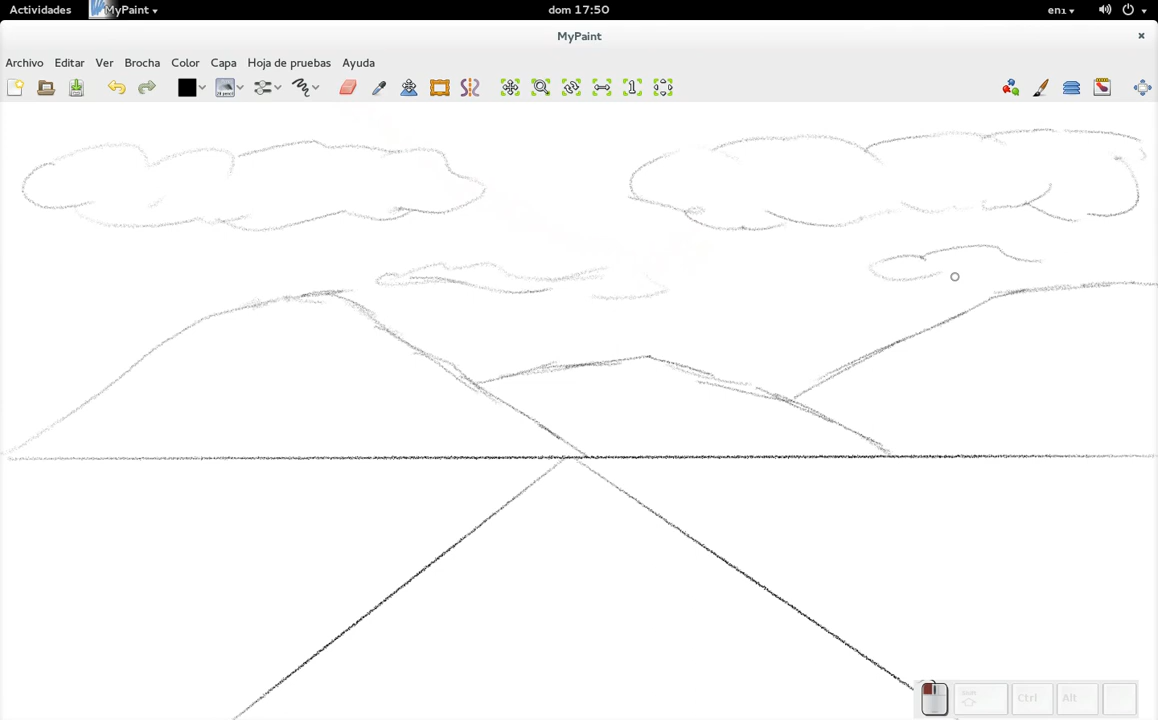 Actividades MyPaint dom 17:50 en1
MyPaint
Archivo Editar Ver Brocha Color Capa Hoja de pruebas Ayuda
1
Ctrl Alt